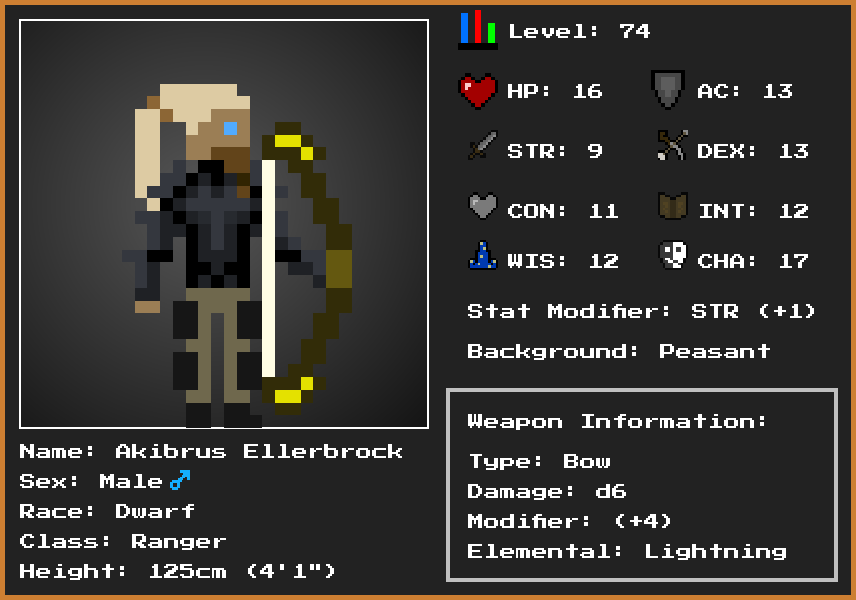 Level: 74
HP: 16
AC: 13
STR: 9
DEX: 13
CON: 11
INT: 12
WIS: 12
CHA: 17
Stat Modifier: STR (+1)
Background: Peasant
Name: Akibrus Ellerbrock
Sex: Male♂
Race: Dwarf
Class: Ranger
Height: 125cm (4'1")
Weapon Information:
Type: Bow
Damage: d6
Modifier: (+4)
Elemental: Lightning